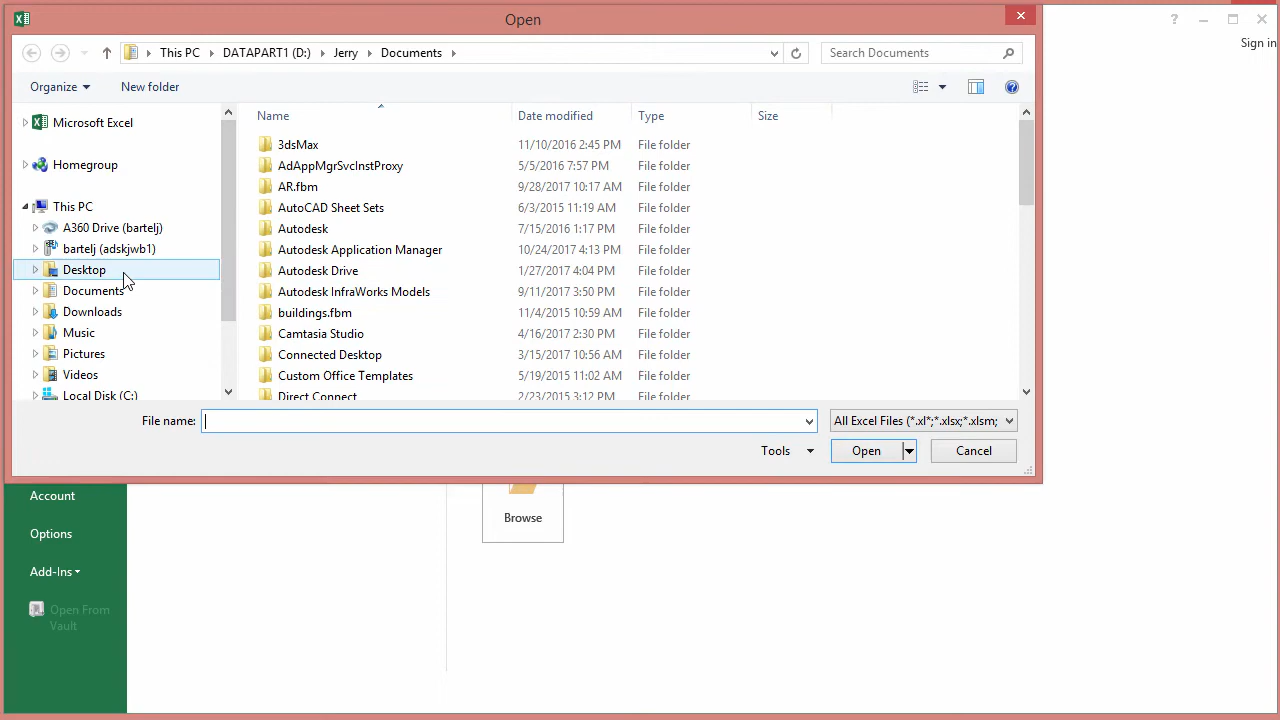 Open
Sign in
This PC
DATAPART1 (D:)
Jerry
Documents
Search Documents
Organize
New folder
Name
Date modified
Type
Size
Microsoft Excel
Homegroup
This PC
A360 Drive (bartelj)
bartelj (adskjwb1)
Desktop
Documents
Downloads
Music
Pictures
Videos
Local Disk (C:)
3dsMax 11/10/2016 2:45 PM File folder
AdAppMgrSvcInstProxy 5/5/2016 7:57 PM File folder
AR.fbm 9/28/2017 10:17 AM File folder
AutoCAD Sheet Sets 6/3/2015 11:19 AM File folder
Autodesk 7/15/2016 1:17 PM File folder
Autodesk Application Manager 10/24/2017 4:13 PM File folder
Autodesk Drive 1/27/2017 4:04 PM File folder
Autodesk InfraWorks Models 9/11/2017 3:50 PM File folder
buildings.fbm 11/4/2015 10:59 AM File folder
Camtasia Studio 4/16/2017 2:30 PM File folder
Connected Desktop 3/15/2017 10:56 AM File folder
Custom Office Templates 5/19/2015 11:02 AM File folder
Direct Connect 2/23/2015 3:12 PM File folder
File name:
All Excel Files (*.xl*;*.xlsx;*.xlsm;
Tools
Open
Cancel
Account
Options
Add-Ins
Open From
Vault
Browse